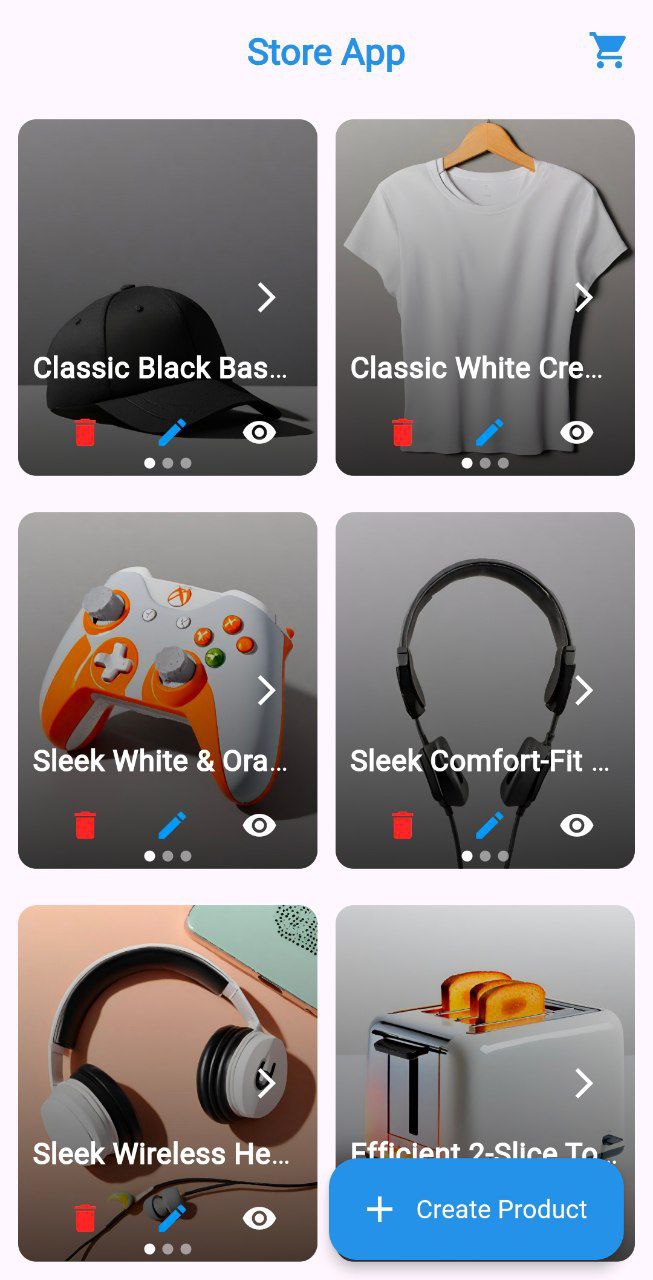 Store App
Classic Black Bas...
Classic White Cre...
Sleek White & Ora...
Sleek Comfort-Fit ...
Sleek Wireless He...
Efficient 2-Slice To...
Create Product